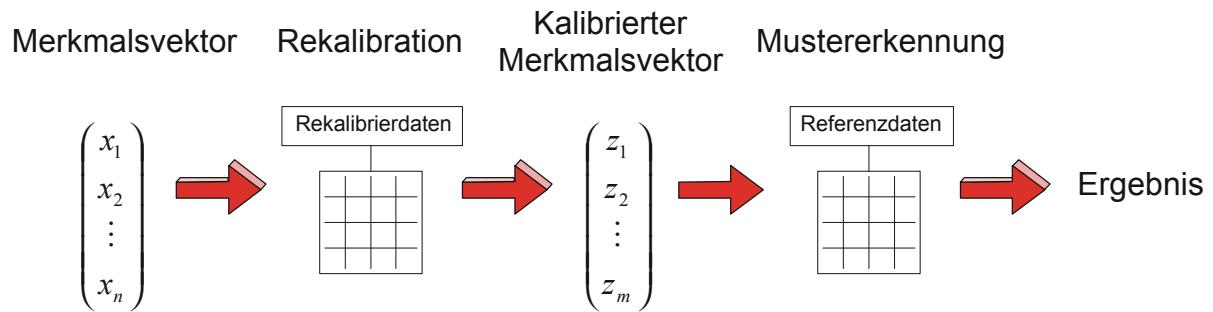 Merkmalsvektor
Rekalibration
Kalibrierter
Merkmalsvektor
Mustererkennung
Rekalibrierdaten
Referenzdaten
x₁
x₂
⋮
xₙ
z₁
z₂
⋮
zₘ
Ergebnis